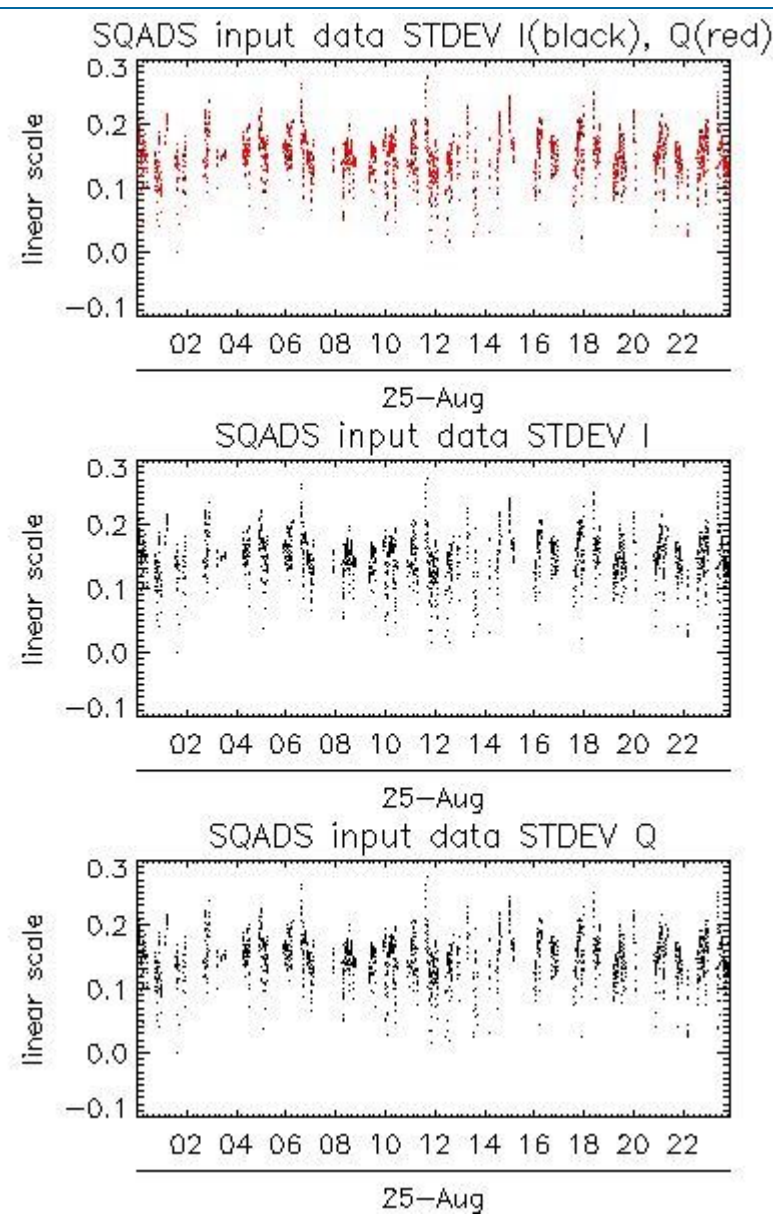 SQADS input data STDEV I(black), Q(red)
0.3
0.2
0.1
0.0
−0.1
linear scale
02 04 06 08 10 12 14 16 18 20 22
25−Aug
SQADS input data STDEV I
0.3
0.2
0.1
0.0
−0.1
linear scale
02 04 06 08 10 12 14 16 18 20 22
25−Aug
SQADS input data STDEV Q
0.3
0.2
0.1
0.0
−0.1
linear scale
02 04 06 08 10 12 14 16 18 20 22
25−Aug